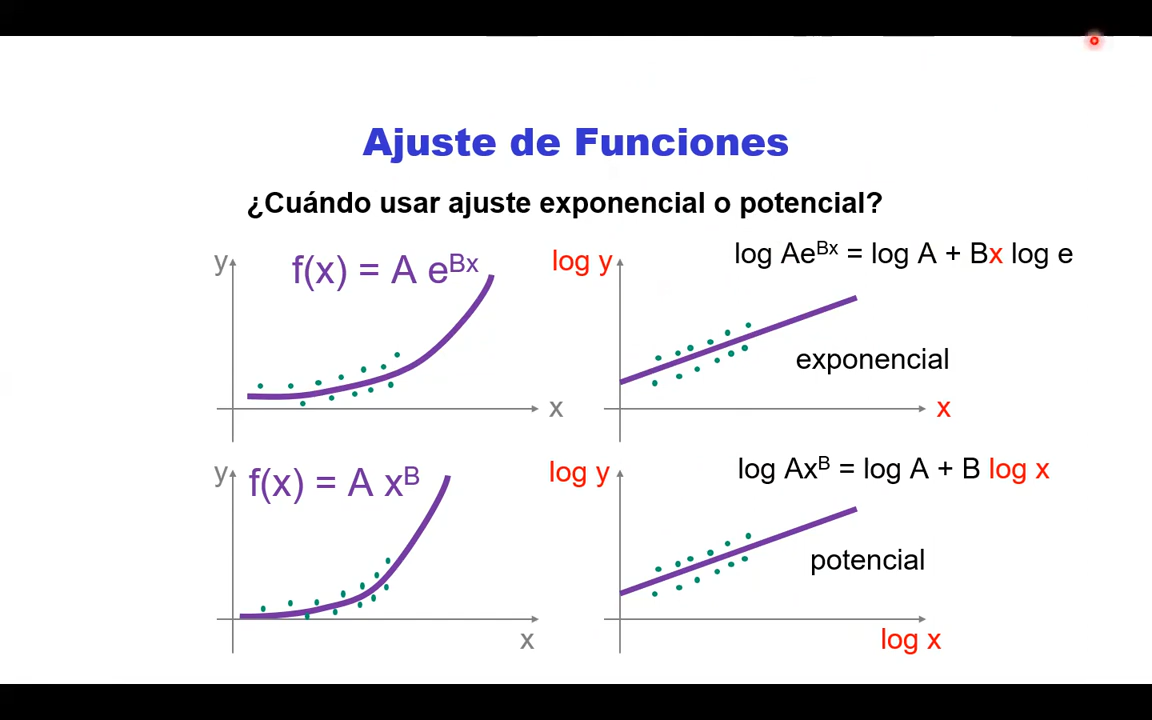 Ajuste de Funciones
¿Cuándo usar ajuste exponencial o potencial?
y
f(x) = A e^Bx
x
log y
log Ae^Bx = log A + Bx log e
exponencial
x
y
f(x) = A x^B
x
log y
log Ax^B = log A + B log x
potencial
log x